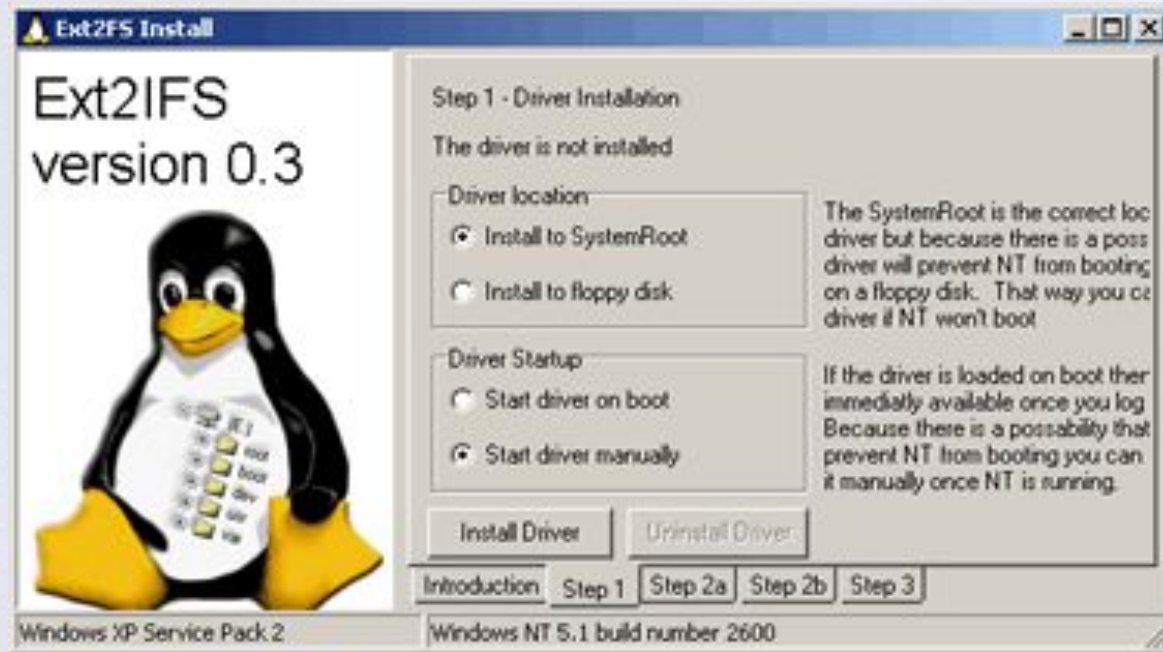 Ext2FS Install
Ext2IFS
version 0.3
Step 1 - Driver Installation
The driver is not installed
Driver location
Install to SystemRoot
Install to floppy disk
The SystemRoot is the correct loc
driver but because there is a poss
driver will prevent NT from booting
on a floppy disk. That way you ca
driver if NT won't boot
Driver Startup
Start driver on boot
Start driver manually
If the driver is loaded on boot then
immediatly available once you log
Because there is a possability that
prevent NT from booting you can
it manually once NT is running.
Install Driver
Uninstall Driver
(E:)
root
boot
dev
var
Introduction
Step 1
Step 2a
Step 2b
Step 3
Windows XP Service Pack 2
Windows NT 5.1 build number 2600